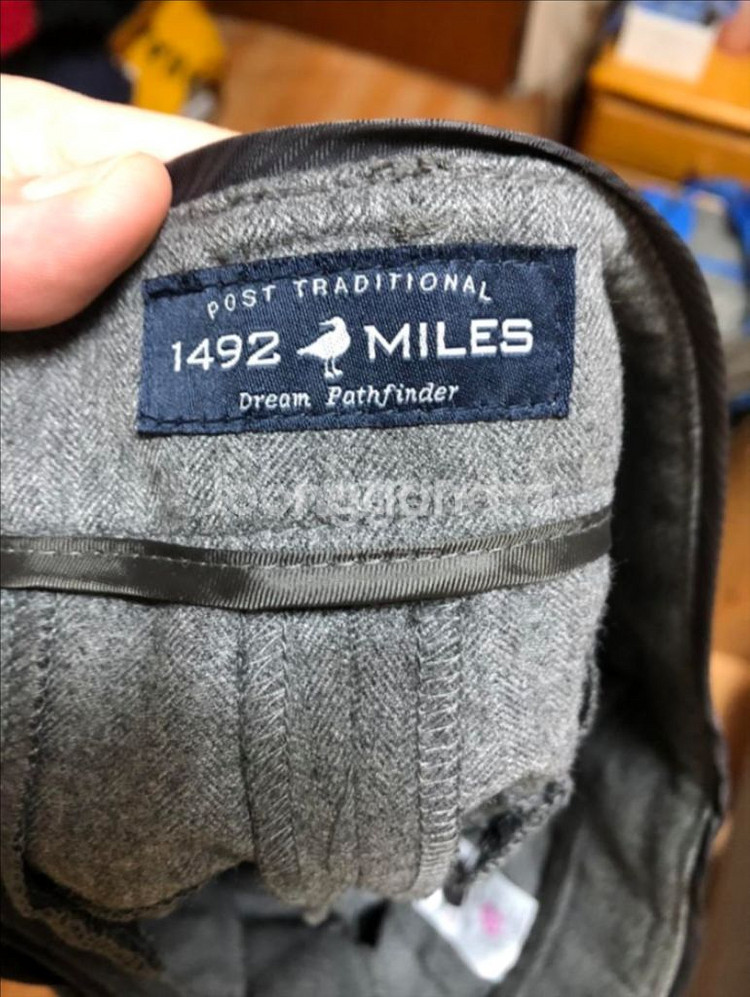 POST TRADITIONAL
1492 MILES
Dream Pathfinder